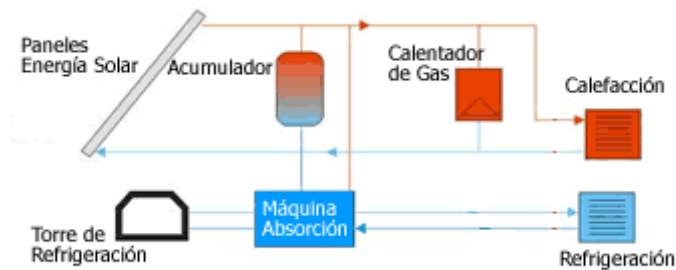 Paneles
Energía Solar
Acumulador
Calentador
de Gas
Calefacción
Máquina
Absorción
Torre de
Refrigeración
Refrigeración